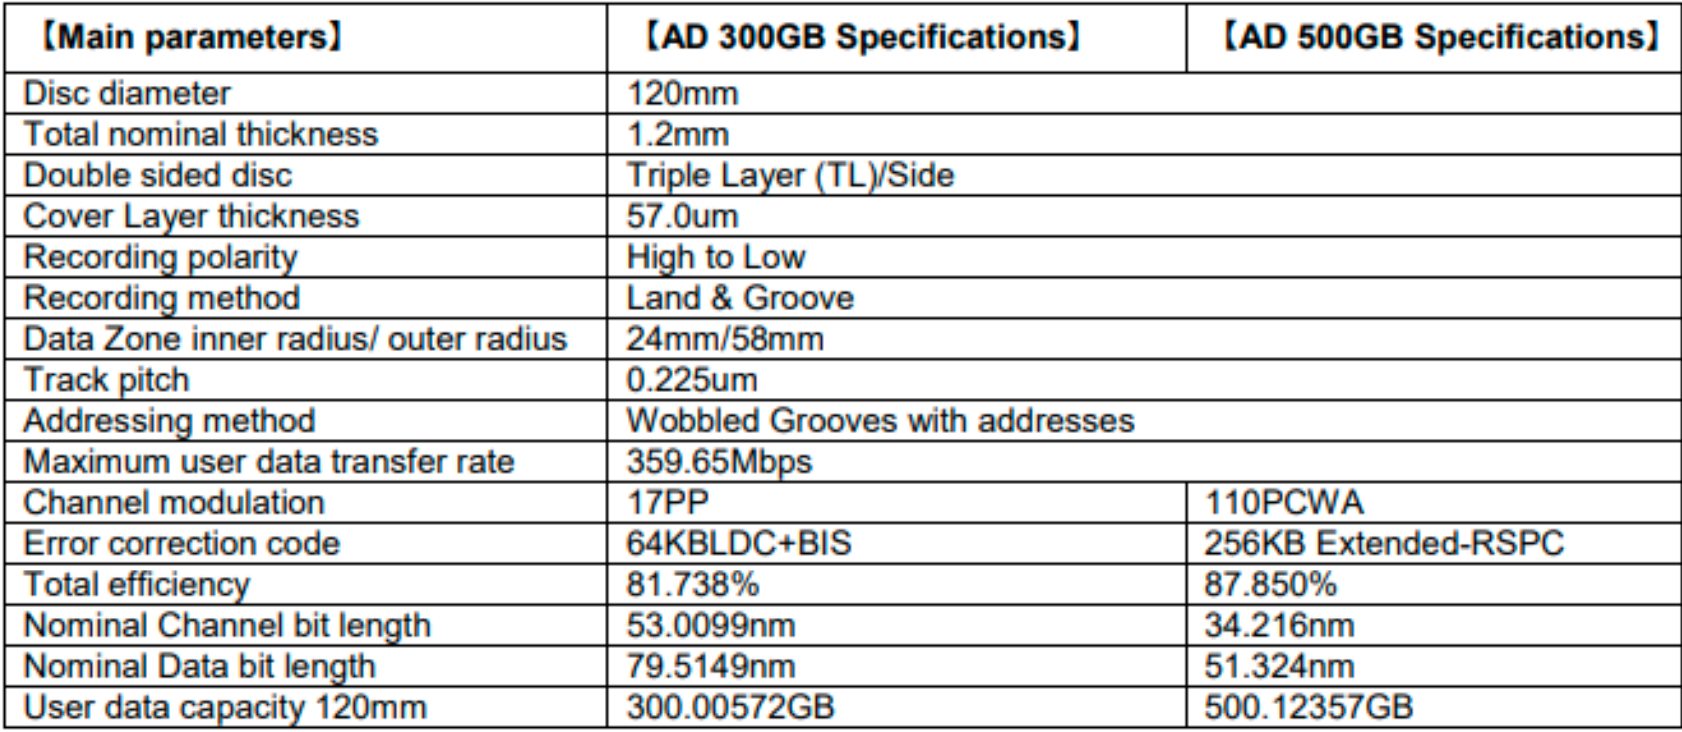 【Main parameters】 【AD 300GB Specifications】 【AD 500GB Specifications】
Disc diameter 120mm
Total nominal thickness 1.2mm
Double sided disc Triple Layer (TL)/Side
Cover Layer thickness 57.0um
Recording polarity High to Low
Recording method Land & Groove
Data Zone inner radius/ outer radius 24mm/58mm
Track pitch 0.225um
Addressing method Wobbled Grooves with addresses
Maximum user data transfer rate 359.65Mbps
Channel modulation 17PP 110PCWA
Error correction code 64KBLDC+BIS 256KB Extended-RSPC
Total efficiency 81.738% 87.850%
Nominal Channel bit length 53.0099nm 34.216nm
Nominal Data bit length 79.5149nm 51.324nm
User data capacity 120mm 300.00572GB 500.12357GB